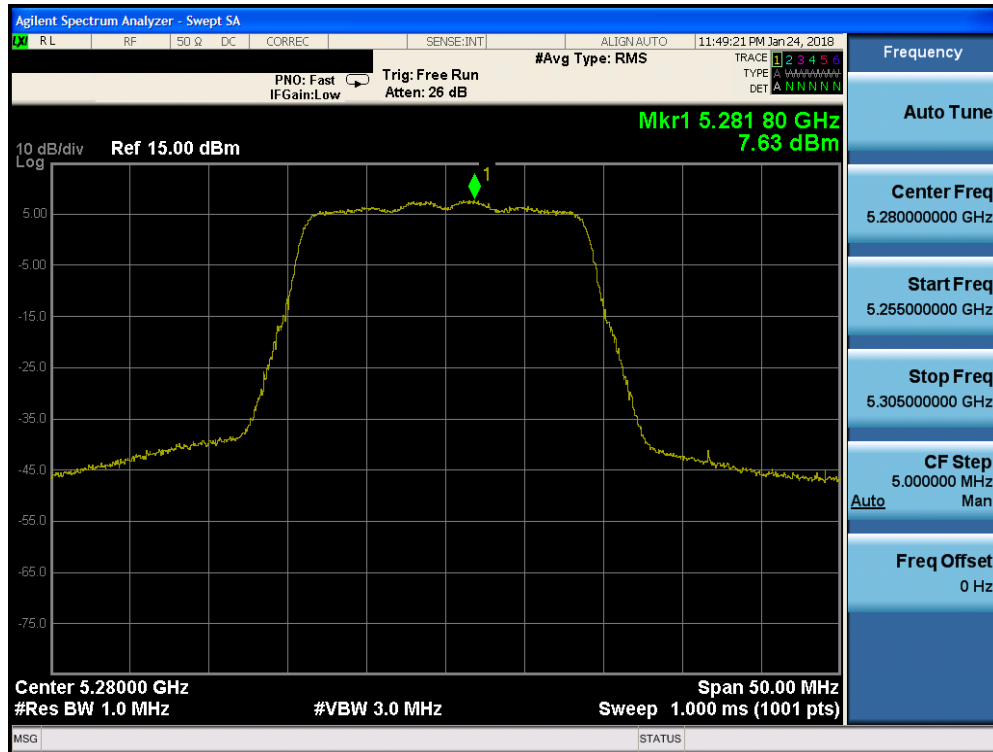 Agilent Spectrum Analyzer - Swept SA
LXI RL RF 50 Ω DC CORREC SENSE:INT ALIGN AUTO 11:49:21 PM Jan 24, 2018
#Avg Type: RMS TRACE 1 2 3 4 5 6
PNO: Fast Trig: Free Run TYPE A WWWWW
IFGain:Low Atten: 26 dB DET A N N N N N
Mkr1 5.281 80 GHz
10 dB/div Ref 15.00 dBm 7.63 dBm
Log
1
5.00
-5.00
-15.0
-25.0
-35.0
-45.0
-55.0
-65.0
-75.0
Center 5.28000 GHz Span 50.00 MHz
#Res BW 1.0 MHz #VBW 3.0 MHz Sweep 1.000 ms (1001 pts)
MSG STATUS
Frequency
Auto Tune
Center Freq
5.280000000 GHz
Start Freq
5.255000000 GHz
Stop Freq
5.305000000 GHz
CF Step
5.000000 MHz
Auto Man
Freq Offset
0 Hz